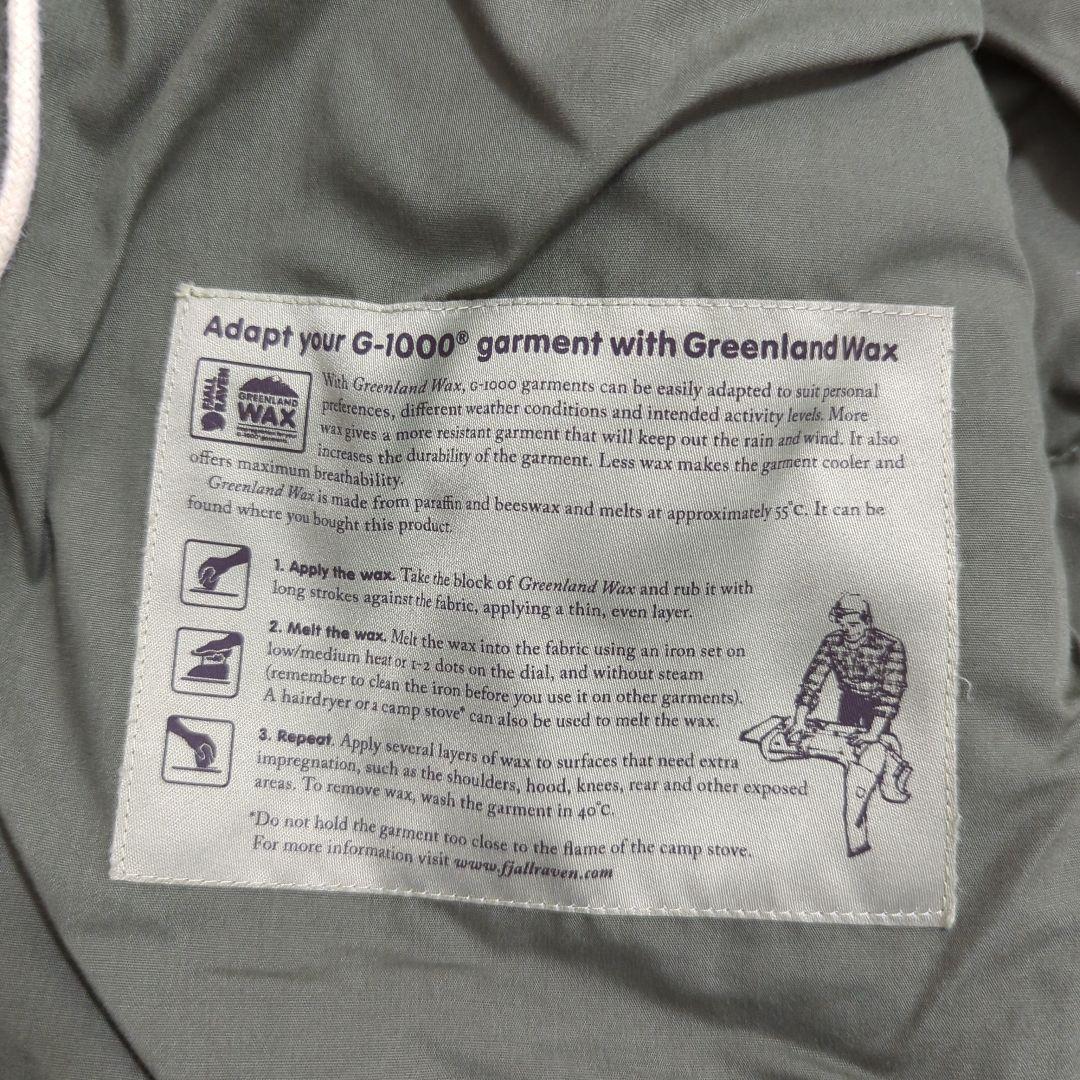 Adapt your G-1000® garment with Greenland Wax
FJÄLL
RÄVEN
GREENLAND
WAX
With Greenland Wax, G-1000 garments can be easily adapted to suit personal
preferences, different weather conditions and intended activity levels. More
wax gives a more resistant garment that will keep out the rain and wind. It also
increases the durability of the garment. Less wax makes the garment cooler and
offers maximum breathability.
Greenland Wax is made from paraffin and beeswax and melts at approximately 55°C. It can be
found where you bought this product.
1. Apply the wax. Take the block of Greenland Wax and rub it with
long strokes against the fabric, applying a thin, even layer.
2. Melt the wax. Melt the wax into the fabric using an iron set on
low/medium heat or 1-2 dots on the dial, and without steam
(remember to clean the iron before you use it on other garments).
A hairdryer or a camp stove* can also be used to melt the wax.
3. Repeat. Apply several layers of wax to surfaces that need extra
impregnation, such as the shoulders, hood, knees, rear and other exposed
areas. To remove wax, wash the garment in 40°C.
*Do not hold the garment too close to the flame of the camp stove.
For more information visit www.fjallraven.com